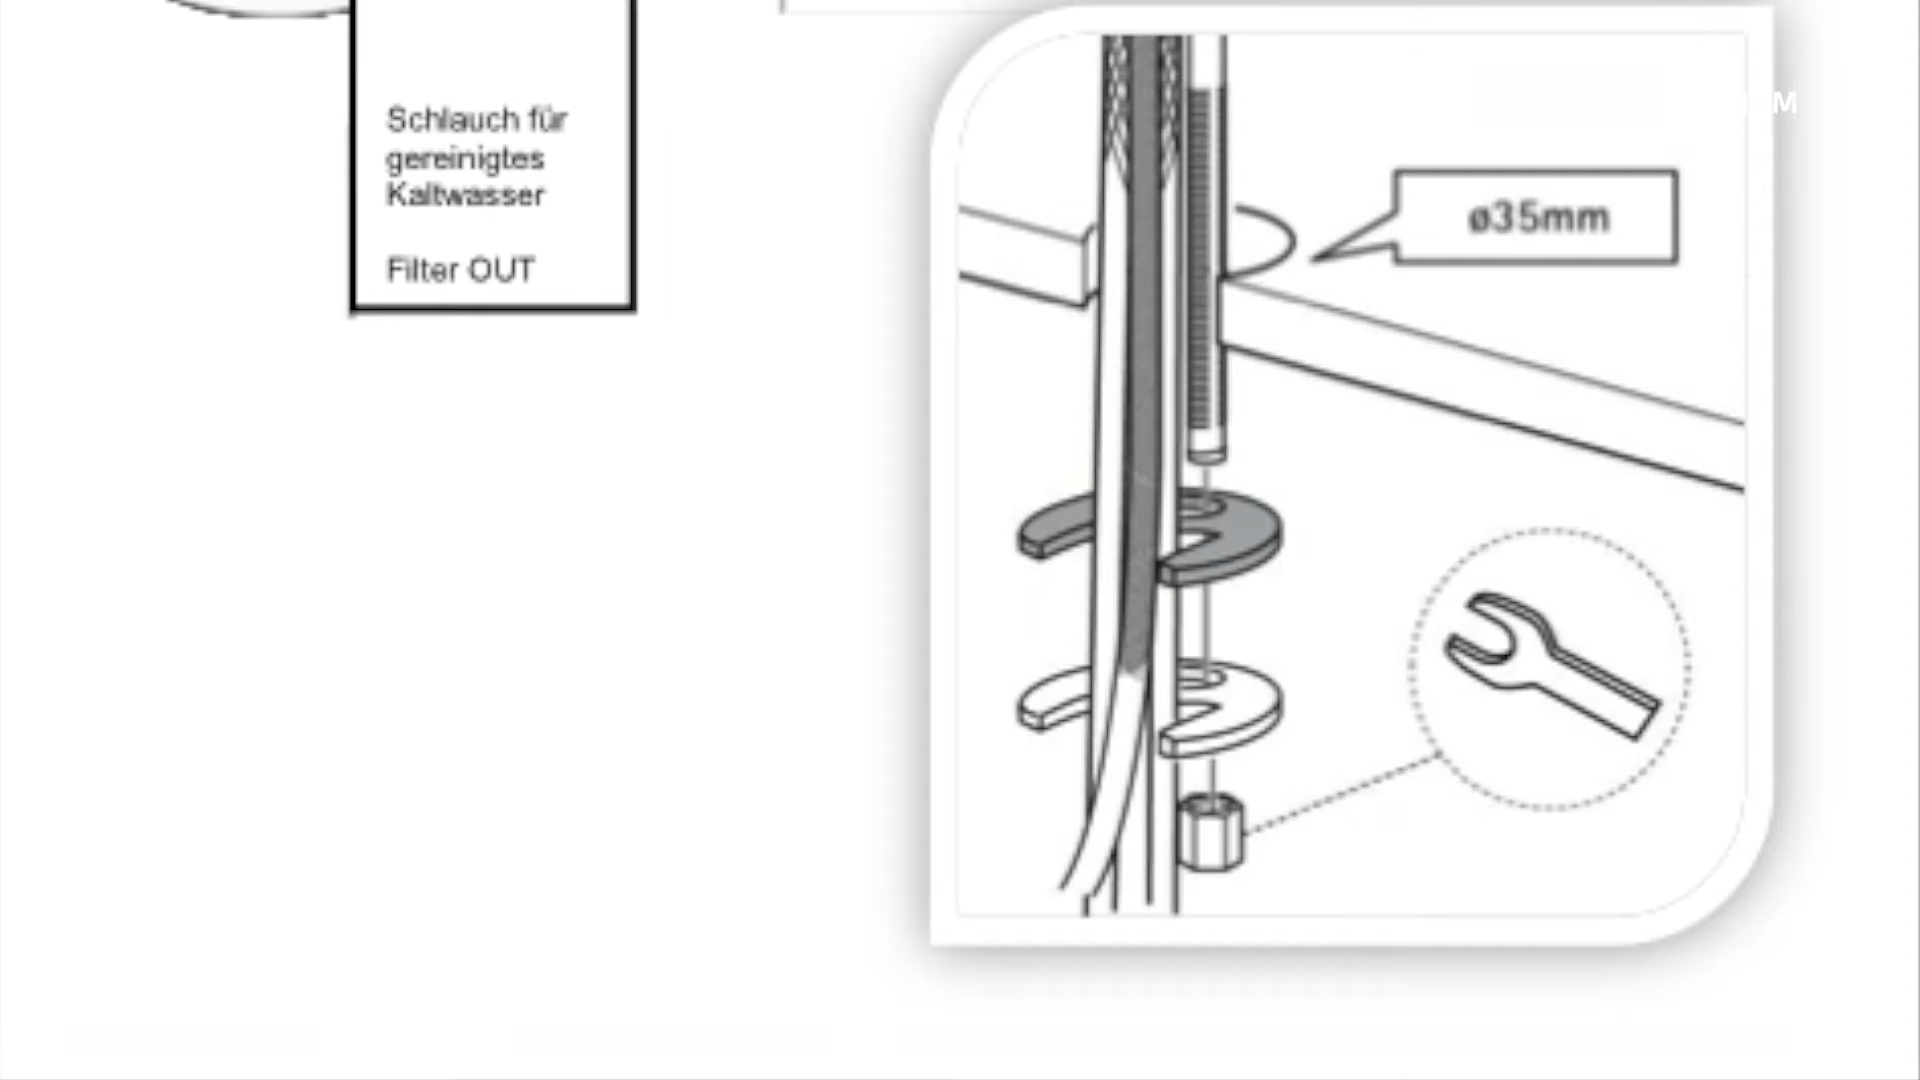 Schlauch für
gereinigtes
Kaltwasser
Filter OUT
ø35mm